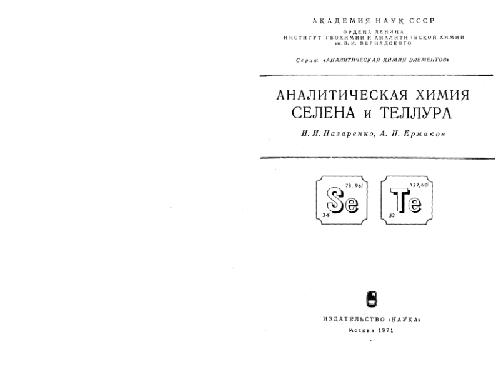 АКАДЕМИЯ НАУК СССР
ОРДЕНА ЛЕНИНА
ИНСТИТУТ ГЕОХИМИИ И АНАЛИТИЧЕСКОЙ ХИМИИ
им. В. И. ВЕРНАДСКОГО
Серия: «АНАЛИТИЧЕСКАЯ ХИМИЯ ЭЛЕМЕНТОВ»
АНАЛИТИЧЕСКАЯ ХИМИЯ
СЕЛЕНА и ТЕЛЛУРА
И. И. Назаренко, А. Н. Ермаков
78,96
127,60
Se
Te
34
52
ИЗДАТЕЛЬСТВО «НАУКА»
Москва 1971